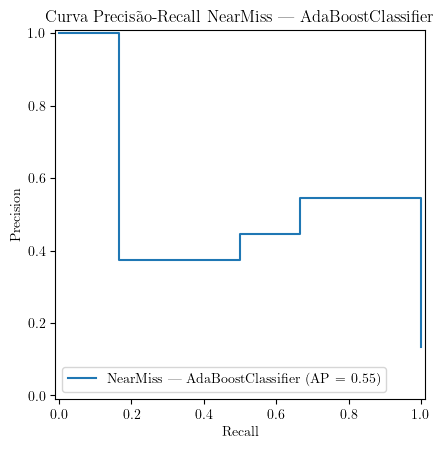 Curva Precisão-Recall NearMiss — AdaBoostClassifier
1.0
0.8
0.6
0.4
0.2
0.0
Precision
NearMiss — AdaBoostClassifier (AP = 0.55)
0.0 0.2 0.4 0.6 0.8 1.0
Recall